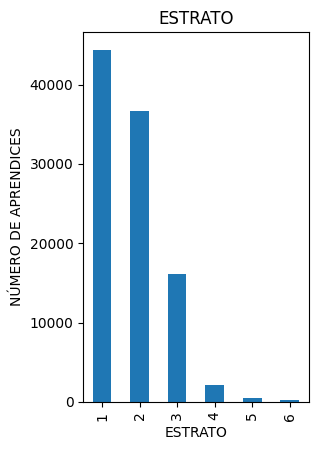 ESTRATO
NÚMERO DE APRENDICES
40000
30000
20000
10000
0
1 2 3 4 5 6
ESTRATO